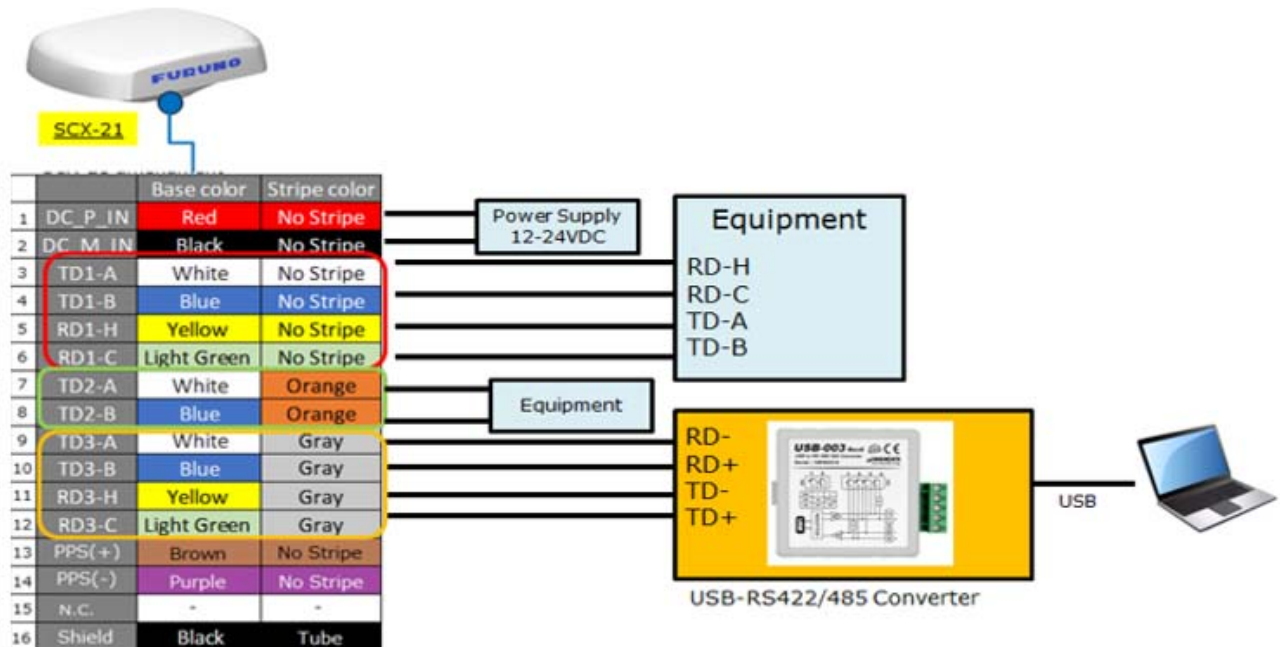 FURUNO
SCX-21
Base color Stripe color
1 DC_P_IN Red No Stripe
2 DC_M_IN Black No Stripe
3 TD1-A White No Stripe
4 TD1-B Blue No Stripe
5 RD1-H Yellow No Stripe
6 RD1-C Light Green No Stripe
7 TD2-A White Orange
8 TD2-B Blue Orange
9 TD3-A White Gray
10 TD3-B Blue Gray
11 RD3-H Yellow Gray
12 RD3-C Light Green Gray
13 PPS(+) Brown No Stripe
14 PPS(-) Purple No Stripe
15 N.C. - -
16 Shield Black Tube
Power Supply
12-24VDC
Equipment
RD-H
RD-C
TD-A
TD-B
Equipment
RD-
RD+
TD-
TD+
USB-003
CE
USB
USB-RS422/485 Converter